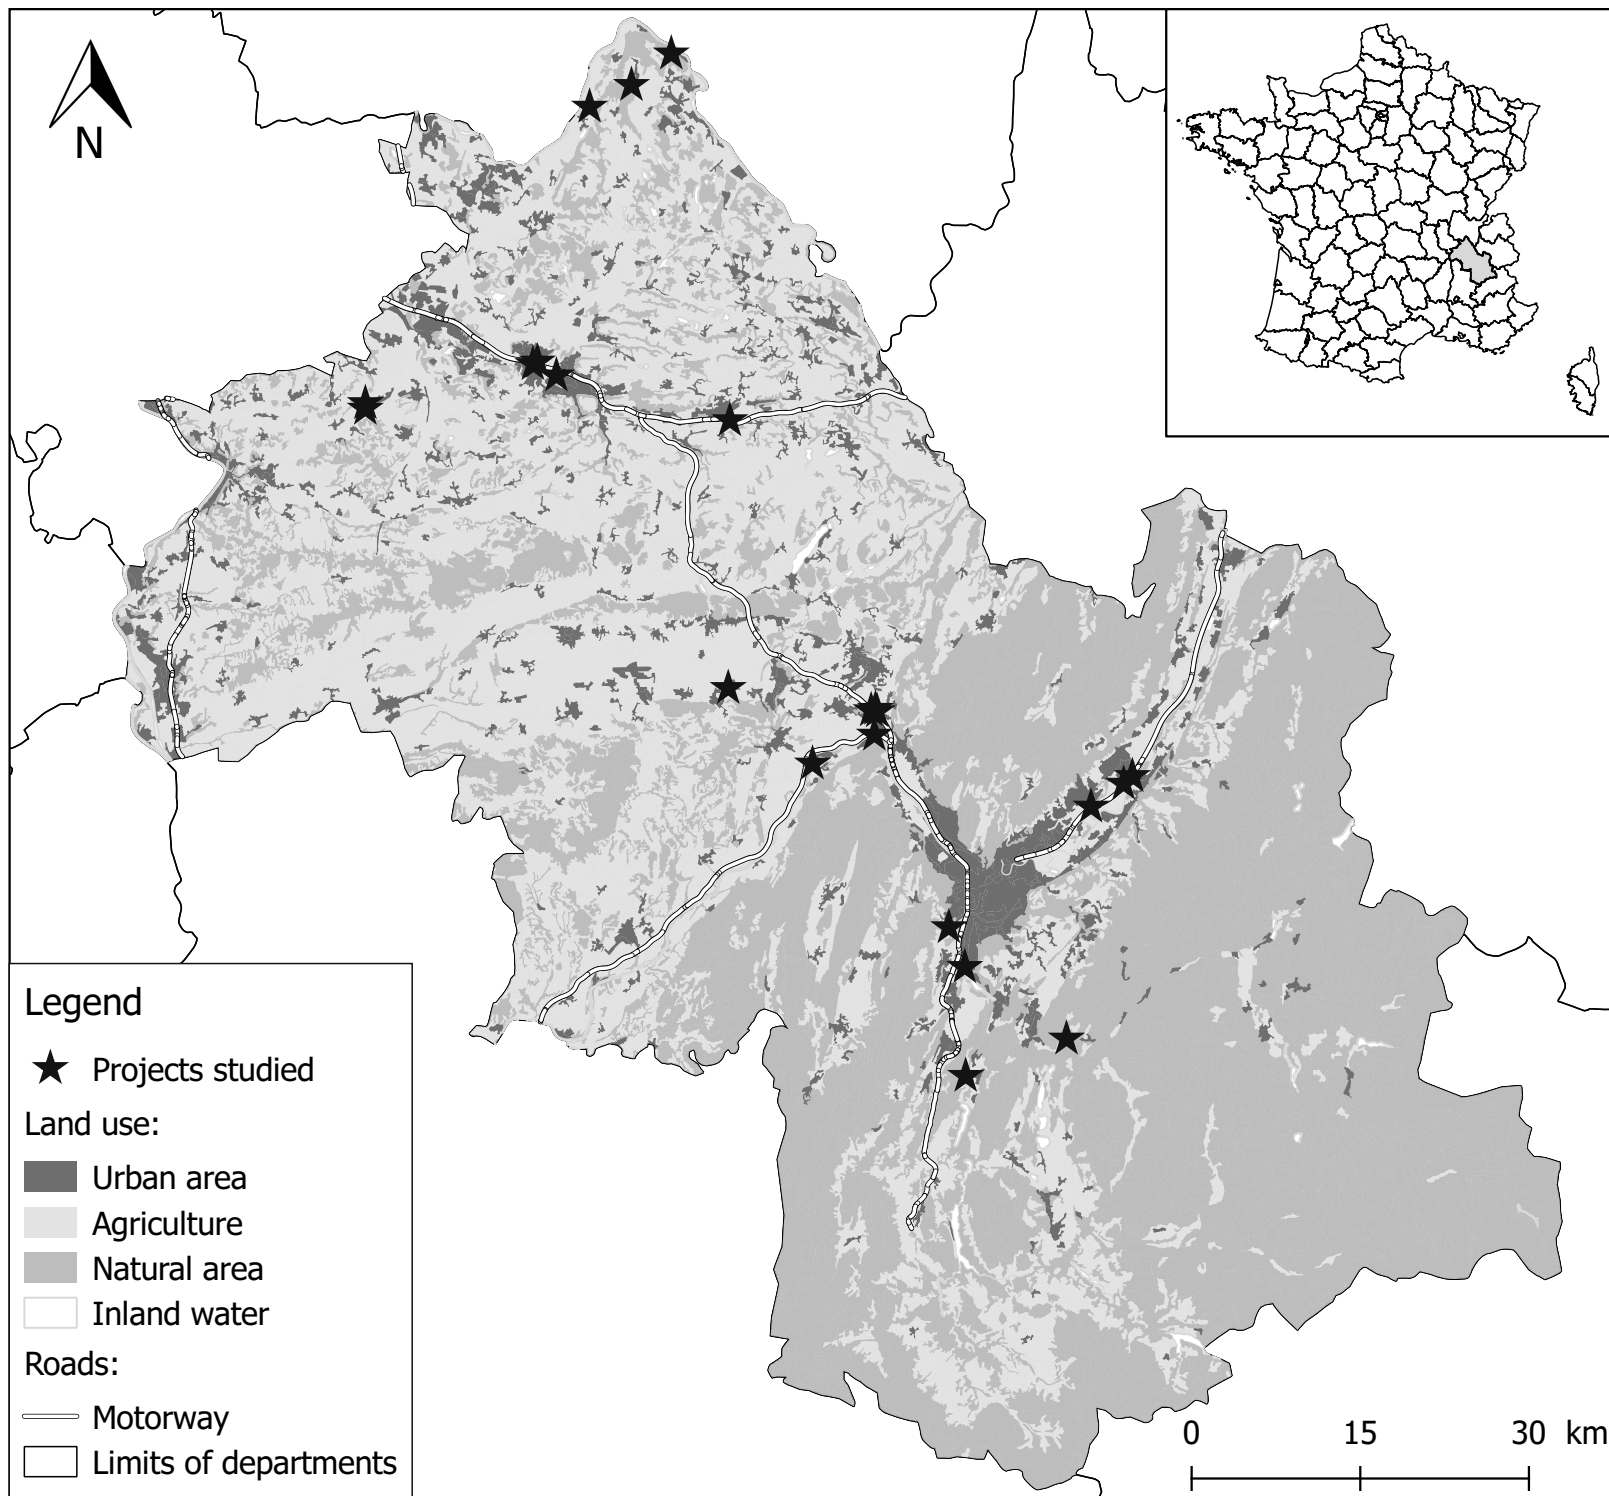 N
Legend
Projects studied
Land use:
Urban area
Agriculture
Natural area
Inland water
Roads:
Motorway
Limits of departments
0 15 30 km